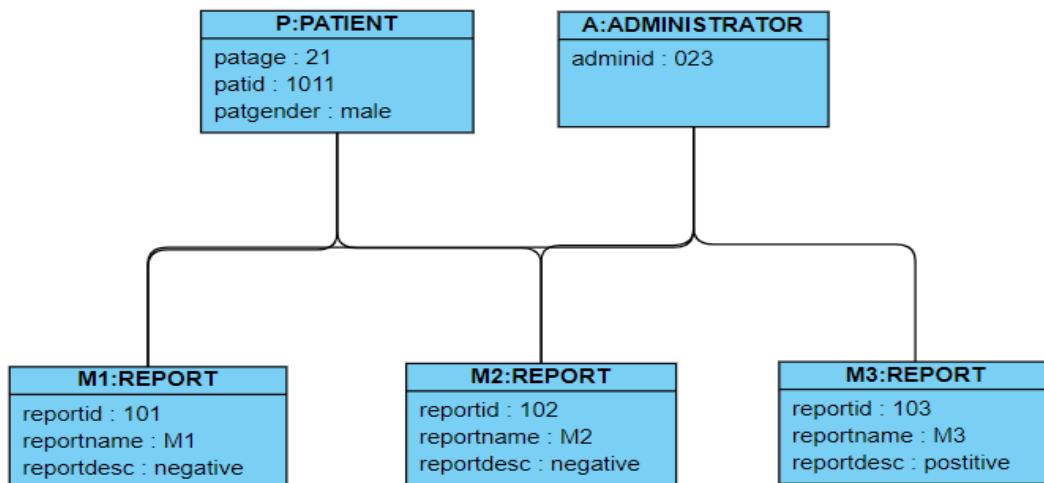 P:PATIENT
patage : 21
patid : 1011
patgender : male
A:ADMINISTRATOR
adminid : 023
M1:REPORT
reportid : 101
reportname : M1
reportdesc : negative
M2:REPORT
reportid : 102
reportname : M2
reportdesc : negative
M3:REPORT
reportid : 103
reportname : M3
reportdesc : postitive